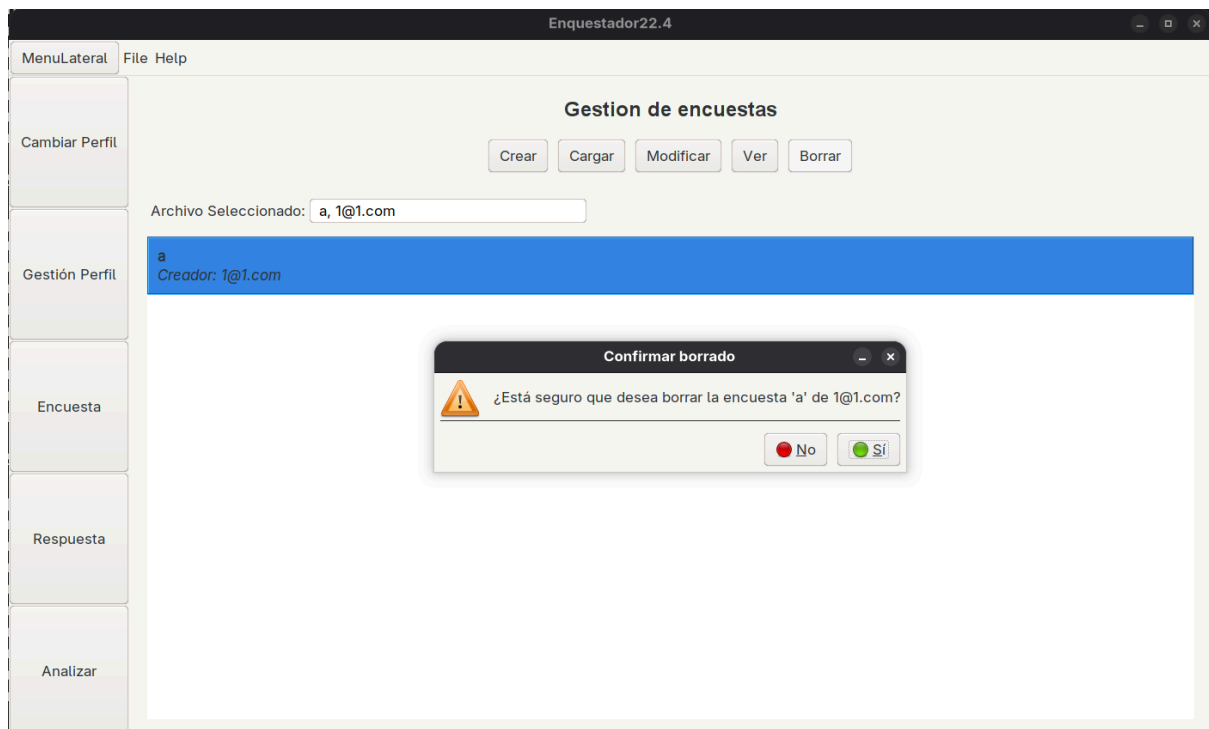 Enquestador22.4
MenuLateral File Help
Cambiar Perfil
Gestión Perfil
Encuesta
Respuesta
Analizar
Gestion de encuestas
Crear Cargar Modificar Ver Borrar
Archivo Seleccionado: a, 1@1.com
a
Creador: 1@1.com
Confirmar borrado
¿Está seguro que desea borrar la encuesta 'a' de 1@1.com?
No Sí